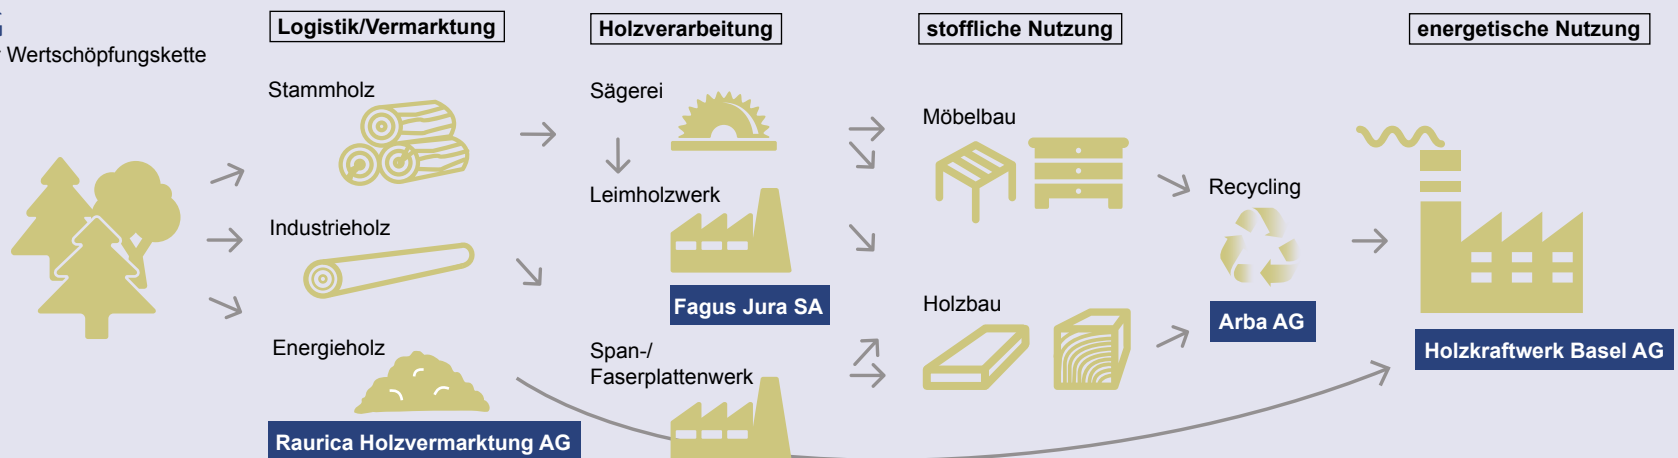 Wertschöpfungskette
Logistik/Vermarktung
Holzverarbeitung
stoffliche Nutzung
energetische Nutzung
Stammholz
Sägerei
Möbelbau
Leimholzwerk
Recycling
Industrieholz
Fagus Jura SA
Holzbau
Arba AG
Energieholz
Span-/
Faserplattenwerk
Holzkraftwerk Basel AG
Raurica Holzvermarktung AG